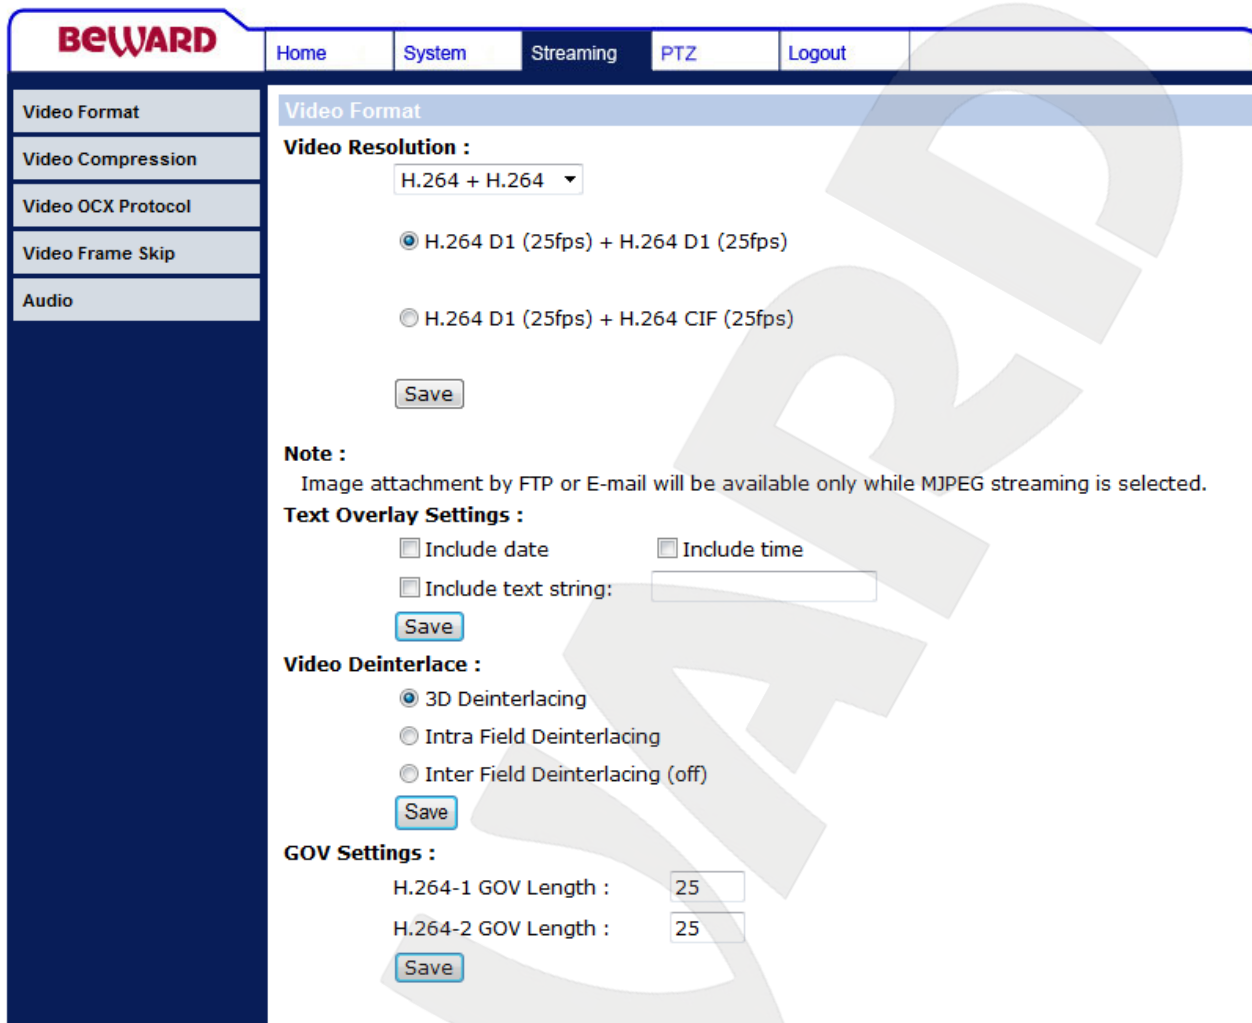 BEWARD
Home System Streaming PTZ Logout
Video Format
Video Compression
Video OCX Protocol
Video Frame Skip
Audio
Video Format
Video Resolution :
H.264 + H.264
H.264 D1 (25fps) + H.264 D1 (25fps)
H.264 D1 (25fps) + H.264 CIF (25fps)
Save
Note :
Image attachment by FTP or E-mail will be available only while MJPEG streaming is selected.
Text Overlay Settings :
Include date Include time
Include text string:
Save
Video Deinterlace :
3D Deinterlacing
Intra Field Deinterlacing
Inter Field Deinterlacing (off)
Save
GOV Settings :
H.264-1 GOV Length : 25
H.264-2 GOV Length : 25
Save